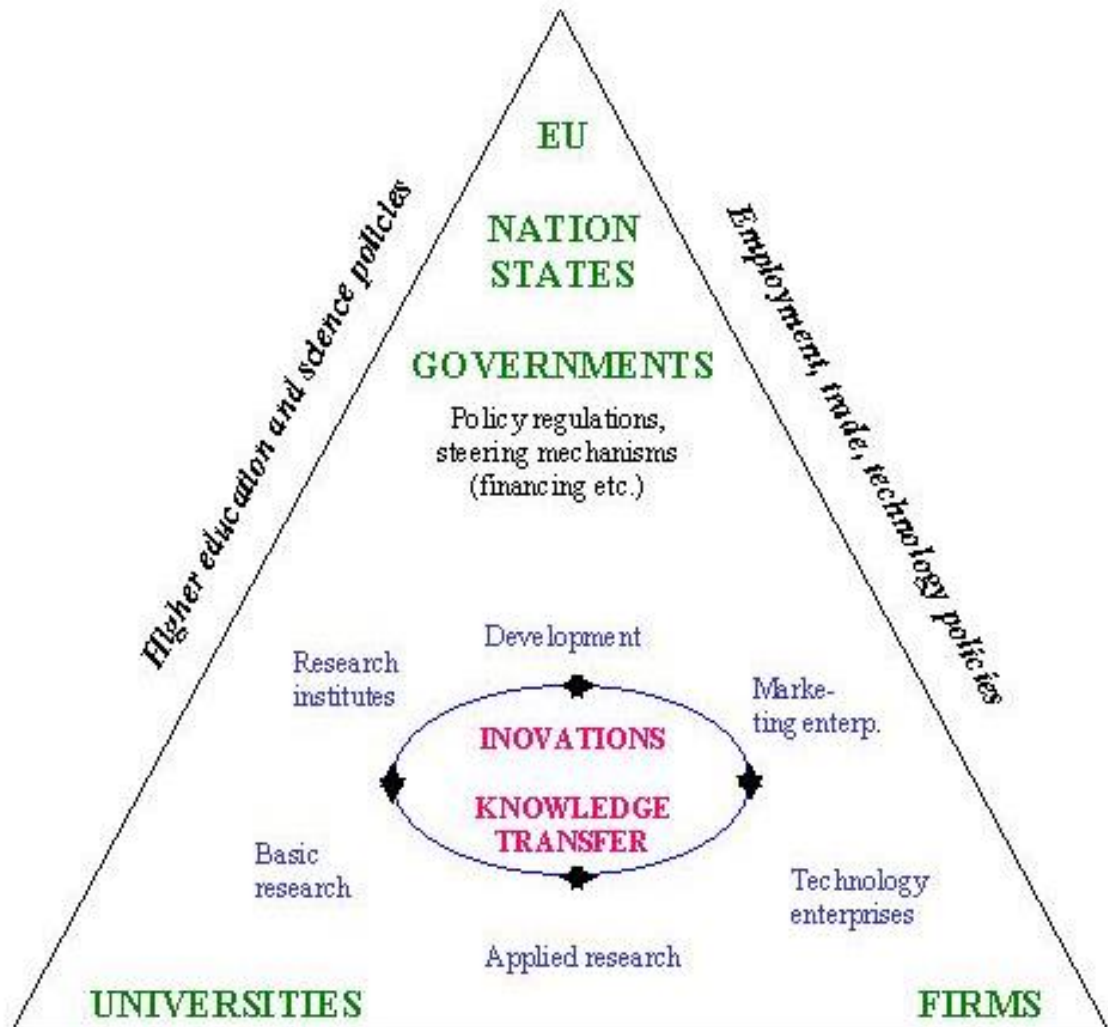 EU
NATION
STATES
GOVERNMENTS
Policy regulations,
steering mechanisms
(financing etc.)
Higher education and science policies
Employment, trade, technology policies
Development
Research
institutes
Marke-
ting enterp.
INOVATIONS
KNOWLEDGE
TRANSFER
Basic
research
Technology
enterprises
Applied research
UNIVERSITIES
FIRMS